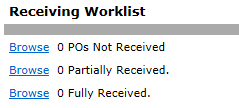 Receiving Worklist
Browse 0 POs Not Received
Browse 0 Partially Received.
Browse 0 Fully Received.